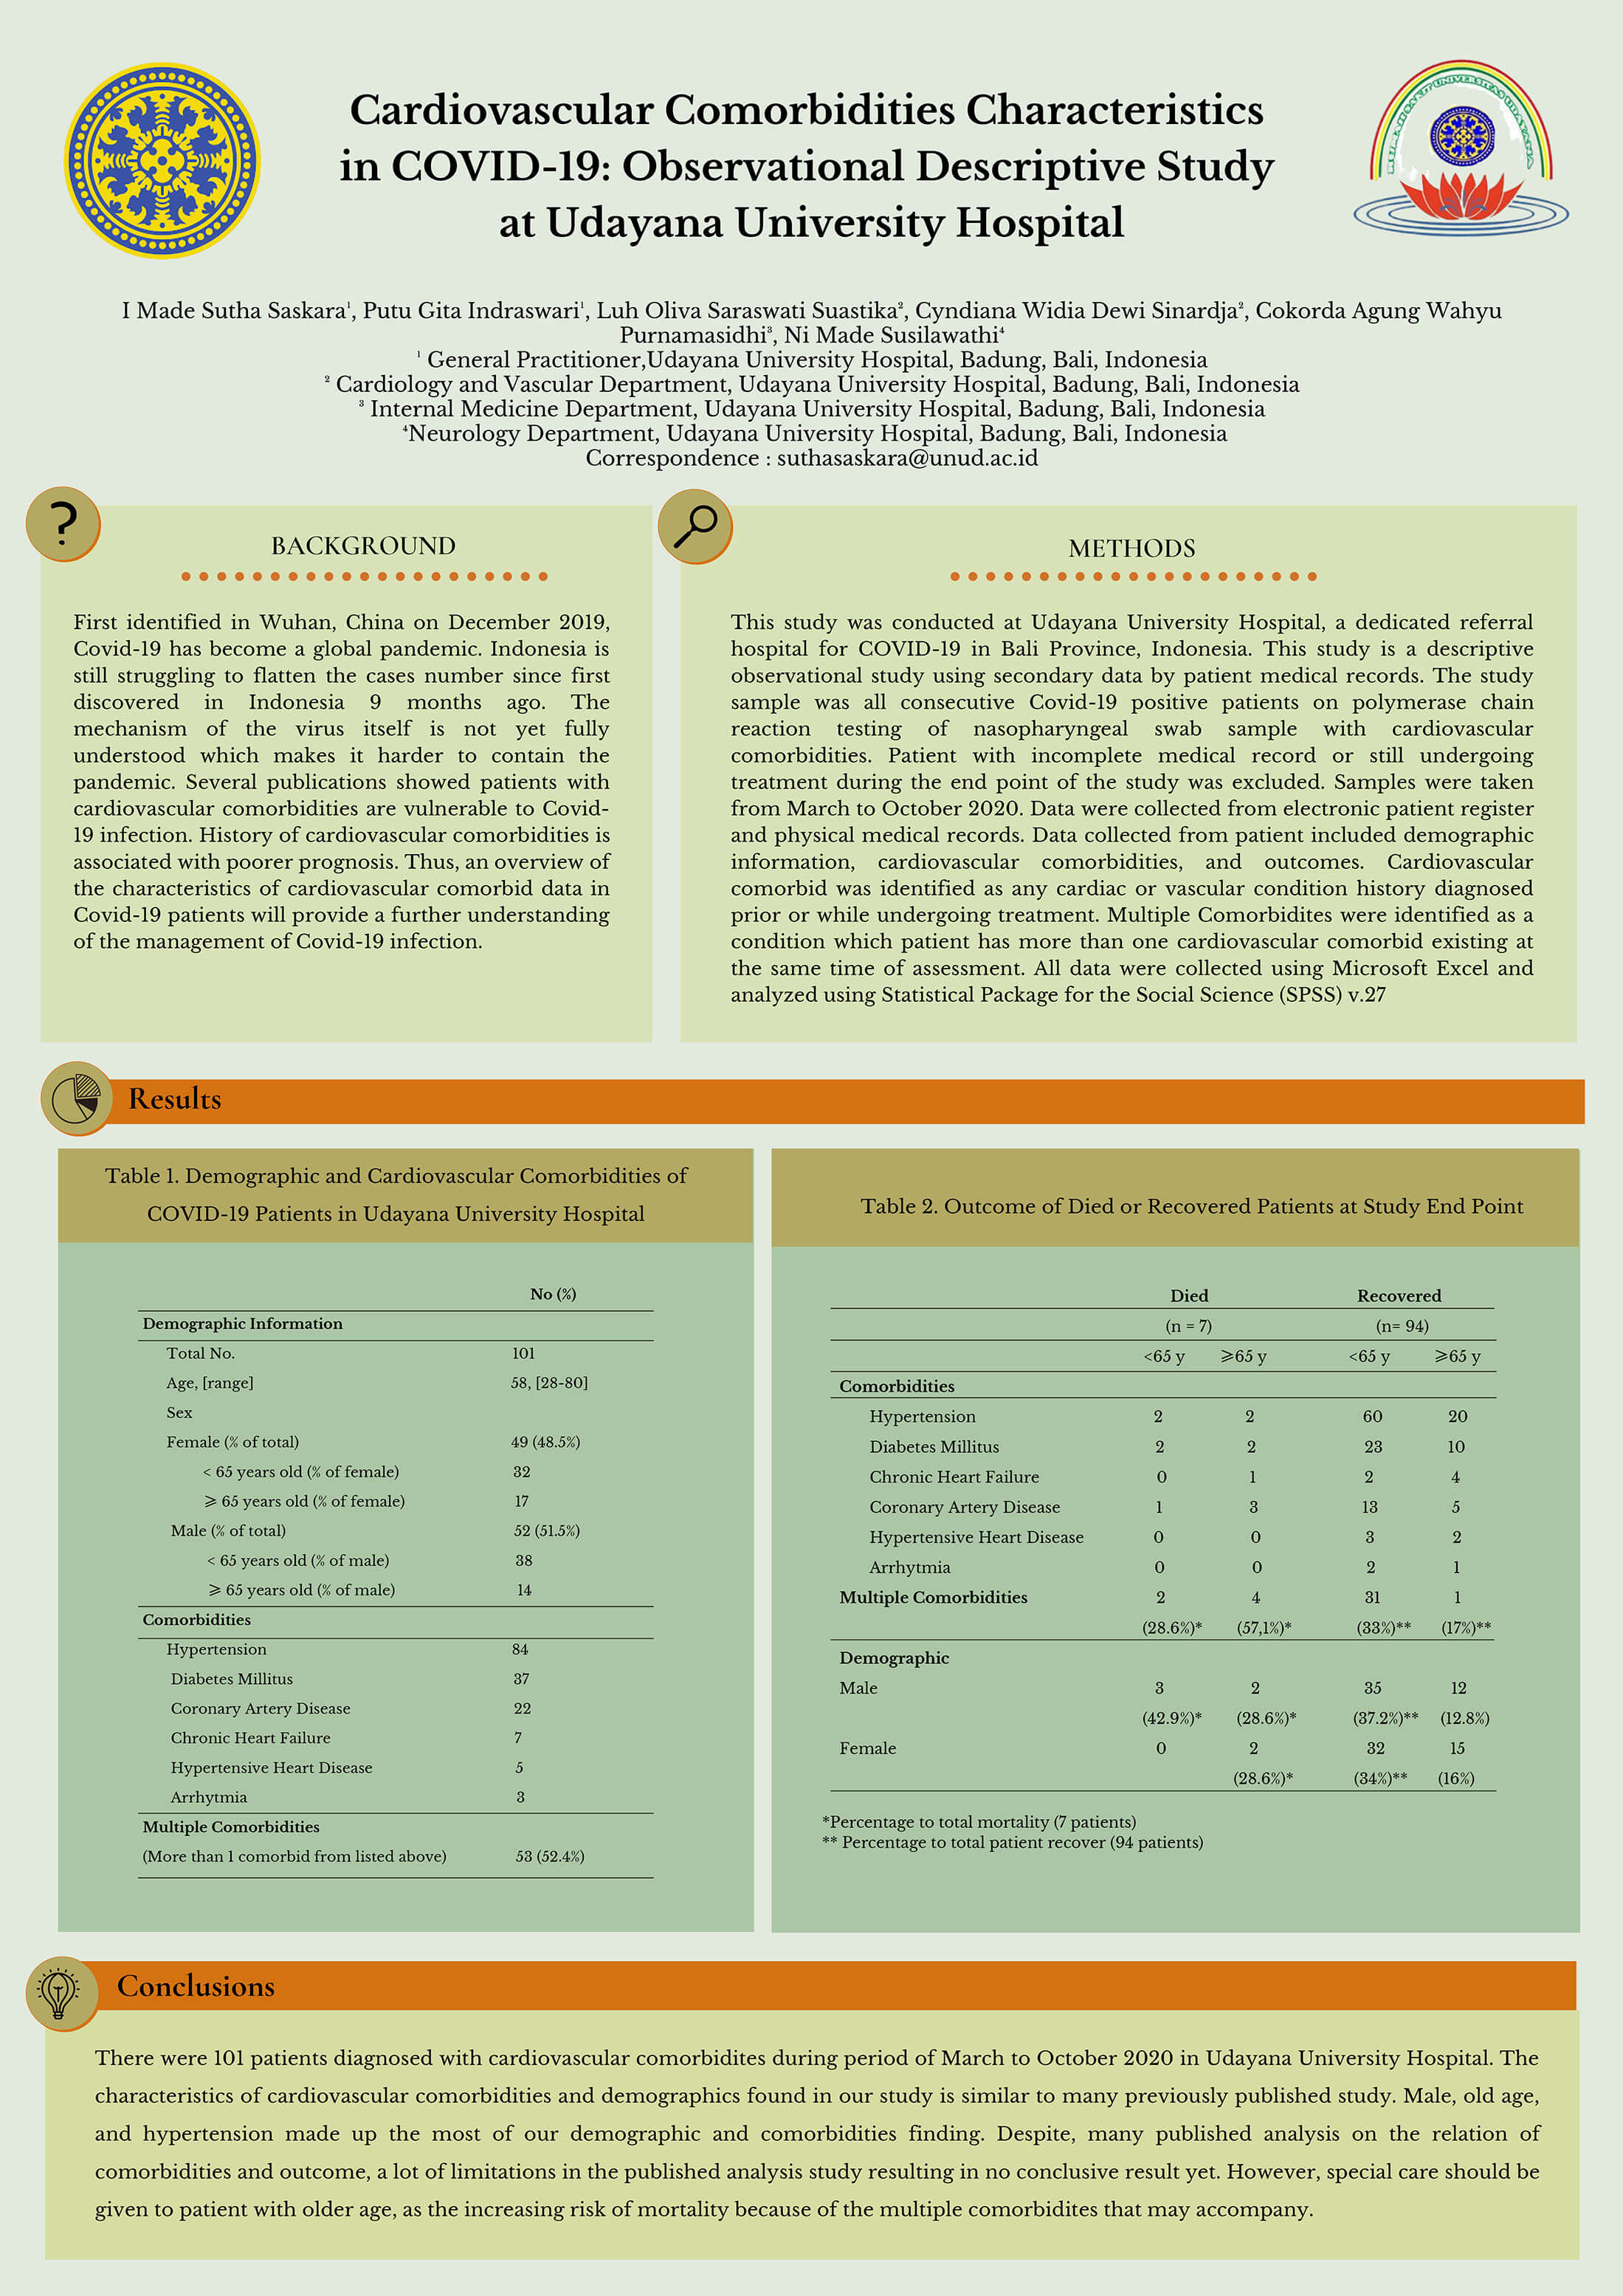 Cardiovascular Comorbidities Characteristics
in COVID-19: Observational Descriptive Study
at Udayana University Hospital
I Made Sutha Saskara¹, Putu Gita Indraswari¹, Luh Oliva Saraswati Suastika², Cyndiana Widia Dewi Sinardja², Cokorda Agung Wahyu
Purnamasidhi³, Ni Made Susilawathi⁴
¹ General Practitioner,Udayana University Hospital, Badung, Bali, Indonesia
² Cardiology and Vascular Department, Udayana University Hospital, Badung, Bali, Indonesia
³ Internal Medicine Department, Udayana University Hospital, Badung, Bali, Indonesia
⁴Neurology Department, Udayana University Hospital, Badung, Bali, Indonesia
Correspondence : suthasaskara@unud.ac.id
?
BACKGROUND
First identified in Wuhan, China on December 2019,
Covid-19 has become a global pandemic. Indonesia is
still struggling to flatten the cases number since first
discovered in Indonesia 9 months ago. The
mechanism of the virus itself is not yet fully
understood which makes it harder to contain the
pandemic. Several publications showed patients with
cardiovascular comorbidities are vulnerable to Covid-
19 infection. History of cardiovascular comorbidities is
associated with poorer prognosis. Thus, an overview of
the characteristics of cardiovascular comorbid data in
Covid-19 patients will provide a further understanding
of the management of Covid-19 infection.
METHODS
This study was conducted at Udayana University Hospital, a dedicated referral
hospital for COVID-19 in Bali Province, Indonesia. This study is a descriptive
observational study using secondary data by patient medical records. The study
sample was all consecutive Covid-19 positive patients on polymerase chain
reaction testing of nasopharyngeal swab sample with cardiovascular
comorbidities. Patient with incomplete medical record or still undergoing
treatment during the end point of the study was excluded. Samples were taken
from March to October 2020. Data were collected from electronic patient register
and physical medical records. Data collected from patient included demographic
information, cardiovascular comorbidities, and outcomes. Cardiovascular
comorbid was identified as any cardiac or vascular condition history diagnosed
prior or while undergoing treatment. Multiple Comorbidites were identified as a
condition which patient has more than one cardiovascular comorbid existing at
the same time of assessment. All data were collected using Microsoft Excel and
analyzed using Statistical Package for the Social Science (SPSS) v.27
Results
Table 1. Demographic and Cardiovascular Comorbidities of
COVID-19 Patients in Udayana University Hospital
No (%)
Demographic Information
Total No. 101
Age, [range] 58, [28-80]
Sex
Female (% of total) 49 (48.5%)
< 65 years old (% of female) 32
⩾ 65 years old (% of female) 17
Male (% of total) 52 (51.5%)
< 65 years old (% of male) 38
⩾ 65 years old (% of male) 14
Comorbidities
Hypertension 84
Diabetes Millitus 37
Coronary Artery Disease 22
Chronic Heart Failure 7
Hypertensive Heart Disease 5
Arrhytmia 3
Multiple Comorbidities
(More than 1 comorbid from listed above) 53 (52.4%)
Table 2. Outcome of Died or Recovered Patients at Study End Point
Died Recovered
(n = 7) (n= 94)
<65 y ⩾65 y <65 y ⩾65 y
Comorbidities
Hypertension 2 2 60 20
Diabetes Millitus 2 2 23 10
Chronic Heart Failure 0 1 2 4
Coronary Artery Disease 1 3 13 5
Hypertensive Heart Disease 0 0 3 2
Arrhytmia 0 0 2 1
Multiple Comorbidities 2 4 31 1
(28.6%)* (57,1%)* (33%)** (17%)**
Demographic
Male 3 2 35 12
(42.9%)* (28.6%)* (37.2%)** (12.8%)
Female 0 2 32 15
(28.6%)* (34%)** (16%)
*Percentage to total mortality (7 patients)
** Percentage to total patient recover (94 patients)
Conclusions
There were 101 patients diagnosed with cardiovascular comorbidites during period of March to October 2020 in Udayana University Hospital. The
characteristics of cardiovascular comorbidities and demographics found in our study is similar to many previously published study. Male, old age,
and hypertension made up the most of our demographic and comorbidities finding. Despite, many published analysis on the relation of
comorbidities and outcome, a lot of limitations in the published analysis study resulting in no conclusive result yet. However, special care should be
given to patient with older age, as the increasing risk of mortality because of the multiple comorbidites that may accompany.